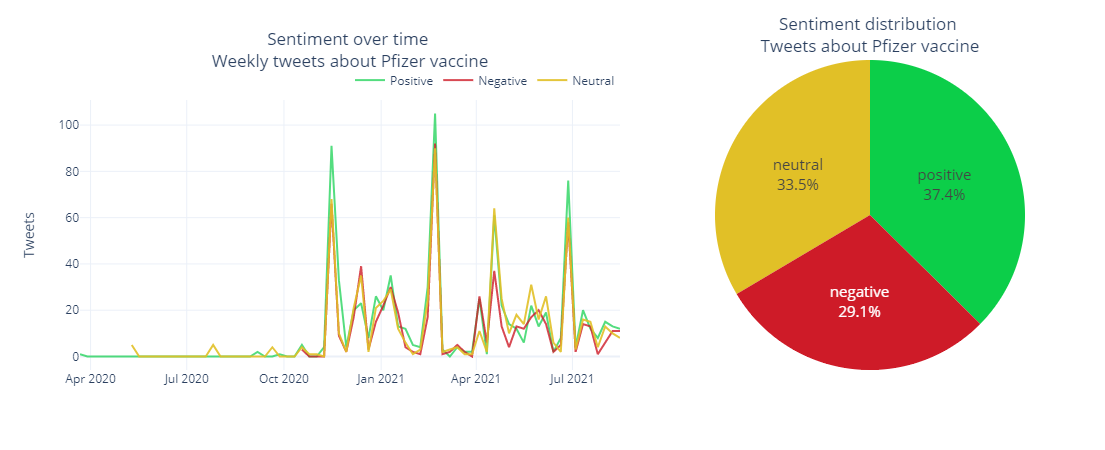 Sentiment over time
Weekly tweets about Pfizer vaccine
Positive Negative Neutral
Tweets
100
80
60
40
20
0
Apr 2020 Jul 2020 Oct 2020 Jan 2021 Apr 2021 Jul 2021
Sentiment distribution
Tweets about Pfizer vaccine
neutral
33.5%
positive
37.4%
negative
29.1%